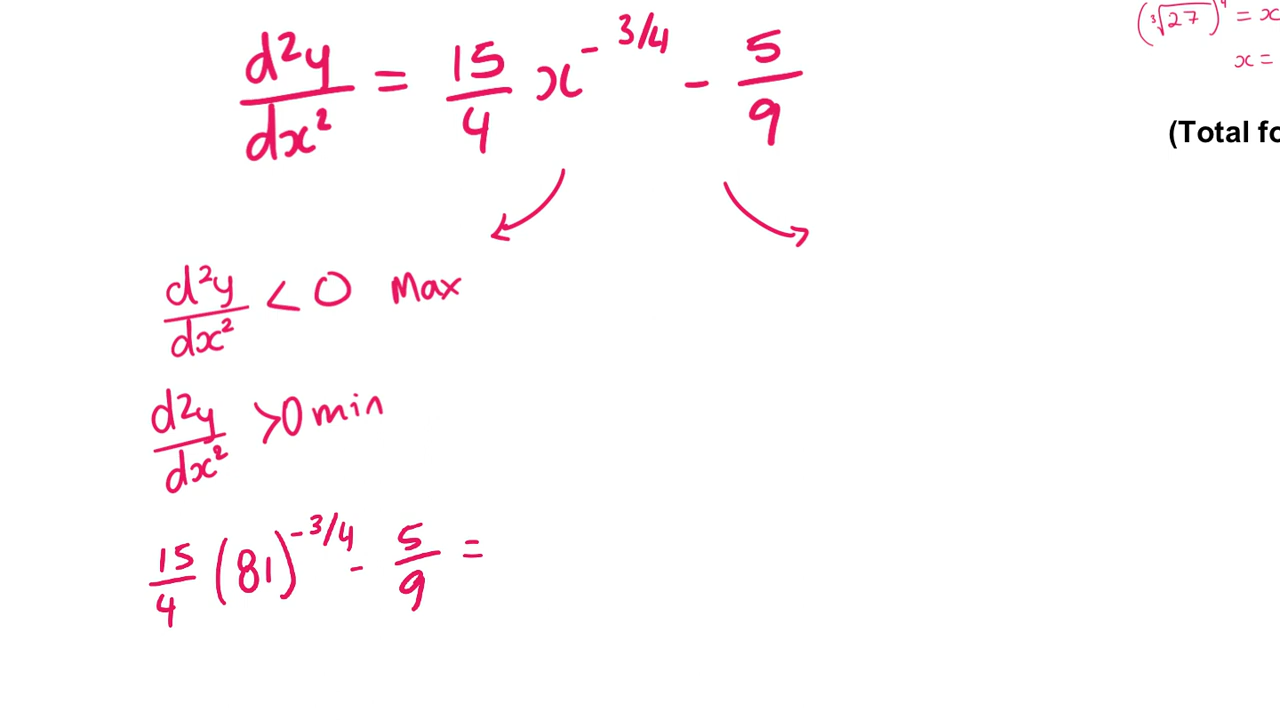 (∛27)⁴ = x
x =
d²y/dx² = 15/4 x^(-3/4) - 5/9
(Total fo
d²y/dx² < 0 Max
d²y/dx² >0 min
15/4 (81)^(-3/4) - 5/9 =